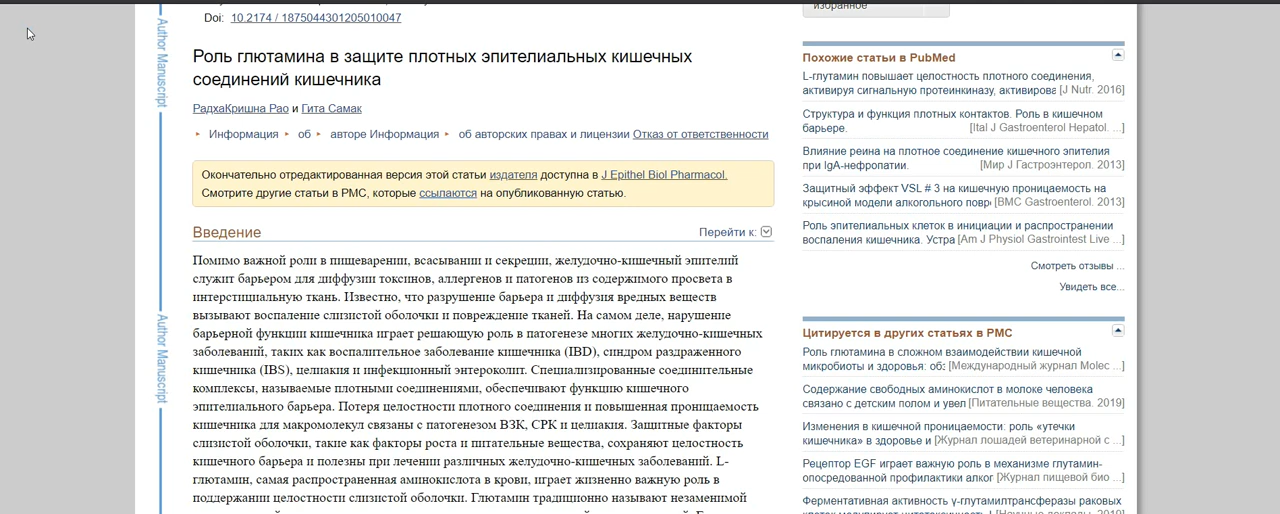 Doi: 10.2174 / 1875044301205010047
Роль глютамина в защите плотных эпителиальных кишечных
соединений кишечника
РадхаКришна Рао и Гита Самак
Информация об авторе Информация об авторских правах и лицензии Отказ от ответственности
Окончательно отредактированная версия этой статьи издателя доступна в J Epithel Biol Pharmacol.
Смотрите другие статьи в PMC, которые ссылаются на опубликованную статью.
Введение
Перейти к:
Помимо важной роли в пищеварении, всасывании и секреции, желудочно-кишечный эпителий
служит барьером для диффузии токсинов, аллергенов и патогенов из содержимого просвета в
интерстициальную ткань. Известно, что разрушение барьера и диффузия вредных веществ
вызывают воспаление слизистой оболочки и повреждение тканей. На самом деле, нарушение
барьерной функции кишечника играет решающую роль в патогенезе многих желудочно-кишечных
заболеваний, таких как воспалительное заболевание кишечника (IBD), синдром раздраженного
кишечника (IBS), целиакия и инфекционный энтероколит. Специализированные соединительные
комплексы, называемые плотными соединениями, обеспечивают функцию кишечного
эпителиального барьера. Потеря целостности плотного соединения и повышенная проницаемость
кишечника для макромолекул связаны с патогенезом ВЗК, СРК и целиакия. Защитные факторы
слизистой оболочки, такие как факторы роста и питательные вещества, сохраняют целостность
кишечного барьера и полезны при лечении различных желудочно-кишечных заболеваний. L-
глютамин, самая распространенная аминокислота в крови, играет жизненно важную роль в
поддержании целостности слизистой оболочки. Глютамин традиционно называют незаменимой
Author Manuscript
Author Manuscript
избранное
Похожие статьи в PubMed
L-глутамин повышает целостность плотного соединения,
активируя сигнальную протеинкиназу, активирова [J Nutr. 2016]
Структура и функция плотных контактов. Роль в кишечном
барьере. [Ital J Gastroenterol Hepatol. ...]
Влияние реина на плотное соединение кишечного эпителия
при IgA-нефропатии. [Мир J Гастроэнтерол. 2013]
Защитный эффект VSL # 3 на кишечную проницаемость на
крысиной модели алкогольного повр [BMC Gastroenterol. 2013]
Роль эпителиальных клеток в инициации и распространении
воспаления кишечника. Устра [Am J Physiol Gastrointest Live ...]
Смотреть отзывы ...
Увидеть все...
Цитируется в других статьях в PMC
Роль глютамина в сложном взаимодействии кишечной
микробиоты и здоровья: об [Международный журнал Molec ...]
Содержание свободных аминокислот в молоке человека
связано с детским полом и увел [Питательные вещества. 2019]
Изменения в кишечной проницаемости: роль «утечки
кишечника» в здоровье и [Журнал лошадей ветеринарной с ...]
Рецептор EGF играет важную роль в механизме глутамин-
опосредованной профилактики алког [Журнал пищевой био ...]
Ферментативная активность γ-глутамилтрансферазы раковых